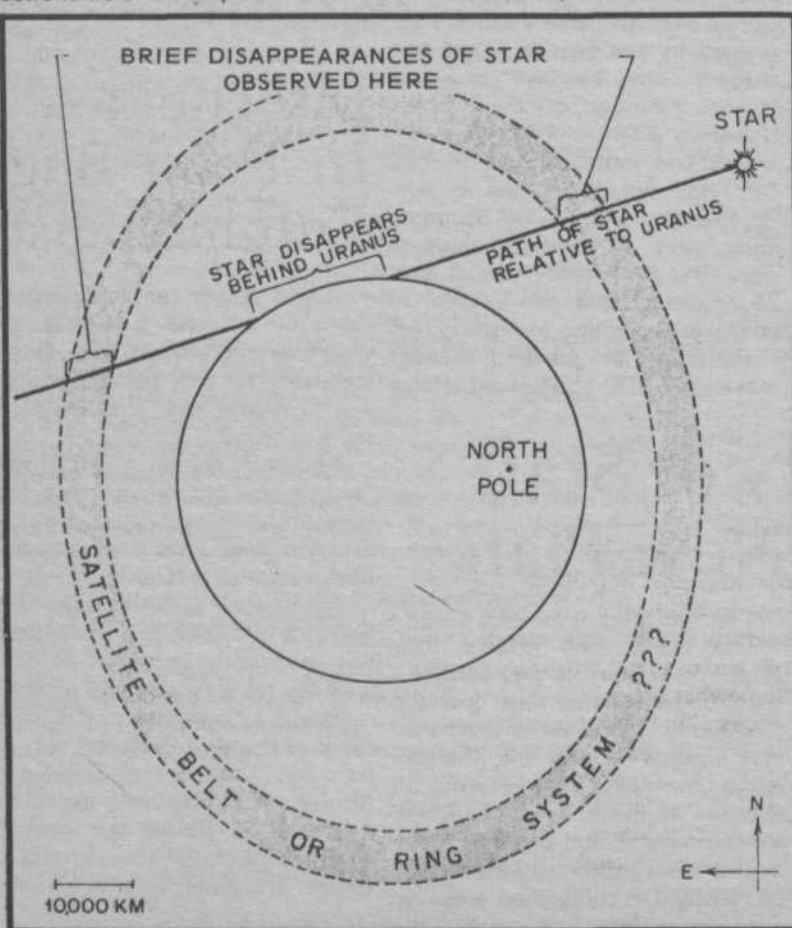 BRIEF DISAPPEARANCES OF STAR
OBSERVED HERE
STAR
STAR DISAPPEARS
BEHIND URANUS
PATH OF STAR
RELATIVE TO URANUS
NORTH
POLE
SATELLITE BELT OR RING SYSTEM ???
N
E
10,000 KM